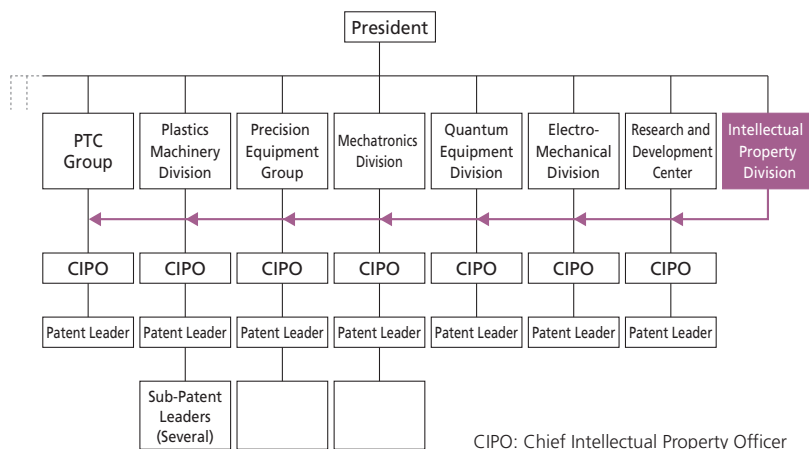 President
PTC
Group
Plastics
Machinery
Division
Precision
Equipment
Group
Mechatronics
Division
Quantum
Equipment
Division
Electro-
Mechanical
Division
Research and
Development
Center
Intellectual
Property
Division
CIPO
CIPO
CIPO
CIPO
CIPO
CIPO
CIPO
Patent Leader
Patent Leader
Patent Leader
Patent Leader
Patent Leader
Patent Leader
Patent Leader
Sub-Patent
Leaders
(Several)
CIPO: Chief Intellectual Property Officer